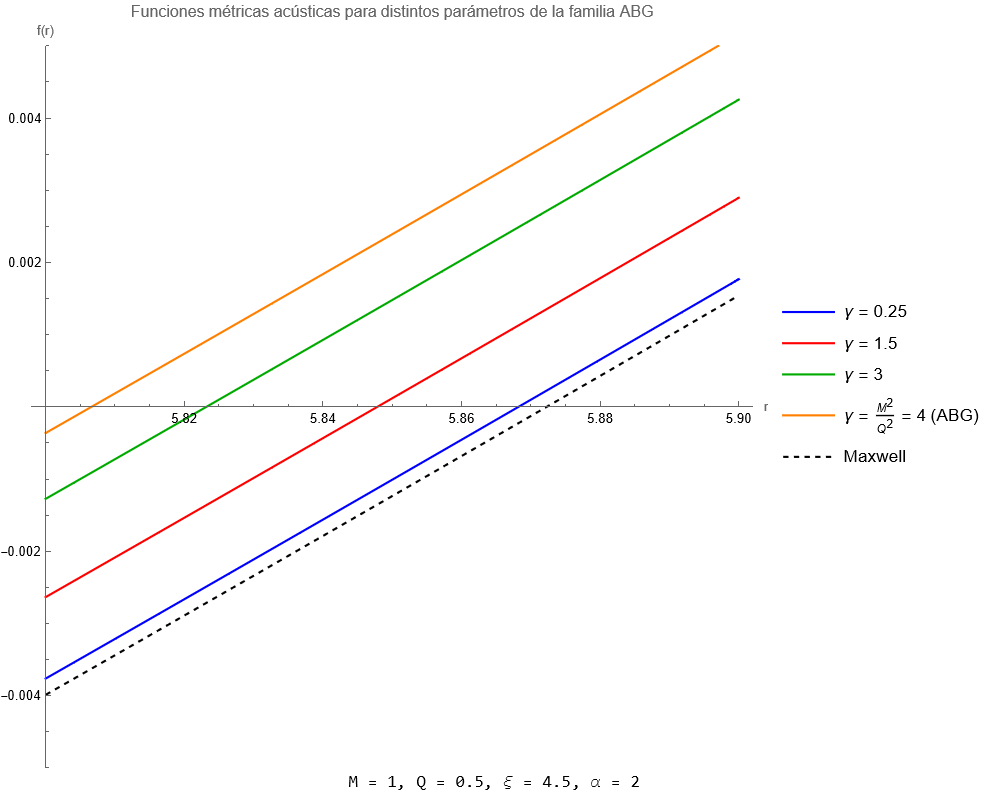 Funciones métricas acústicas para distintos parámetros de la familia ABG
f(r)
0.004
0.002
-0.002
-0.004
5.82
5.84
5.86
5.88
5.90
r
γ = 0.25
γ = 1.5
γ = 3
γ = M²/Q² = 4 (ABG)
Maxwell
M = 1, Q = 0.5, ξ = 4.5, α = 2